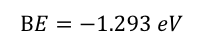 BE = −1.293 eV